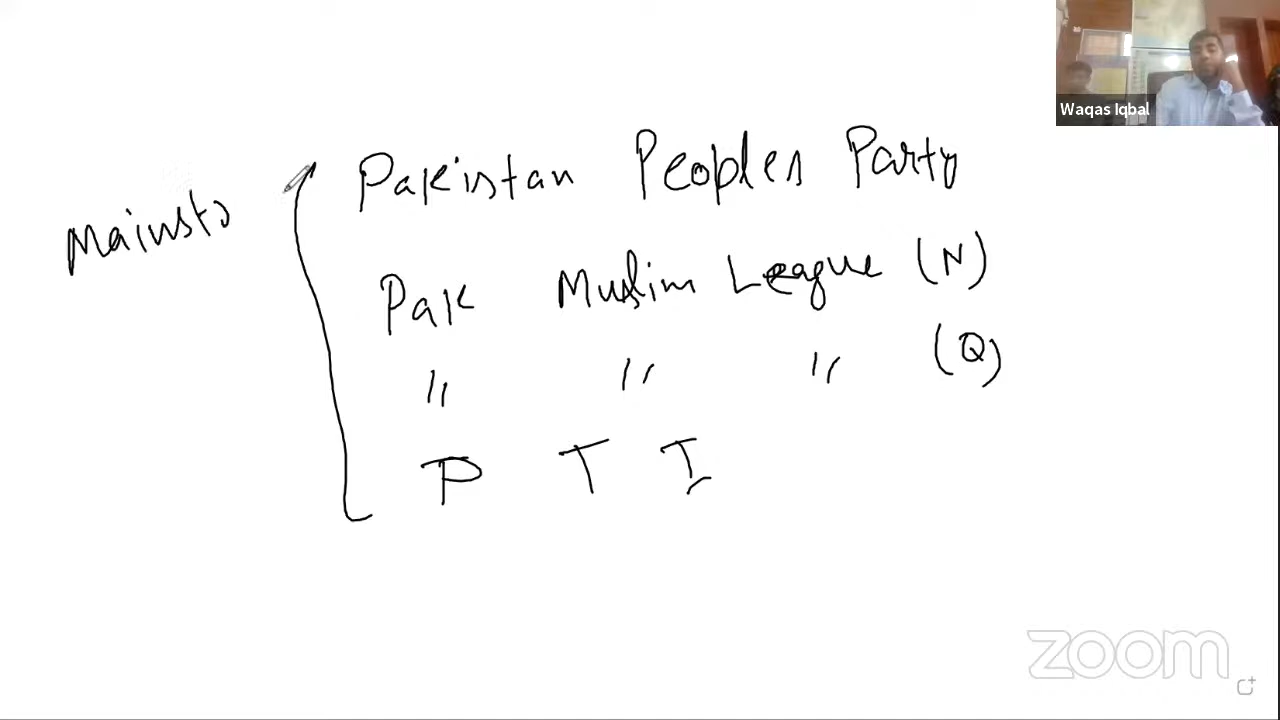 Waqas Iqbal
Pakistan Peoples Party
Mainstr
Pak Muslim League (N)
" " " (Q)
P T I
zoom